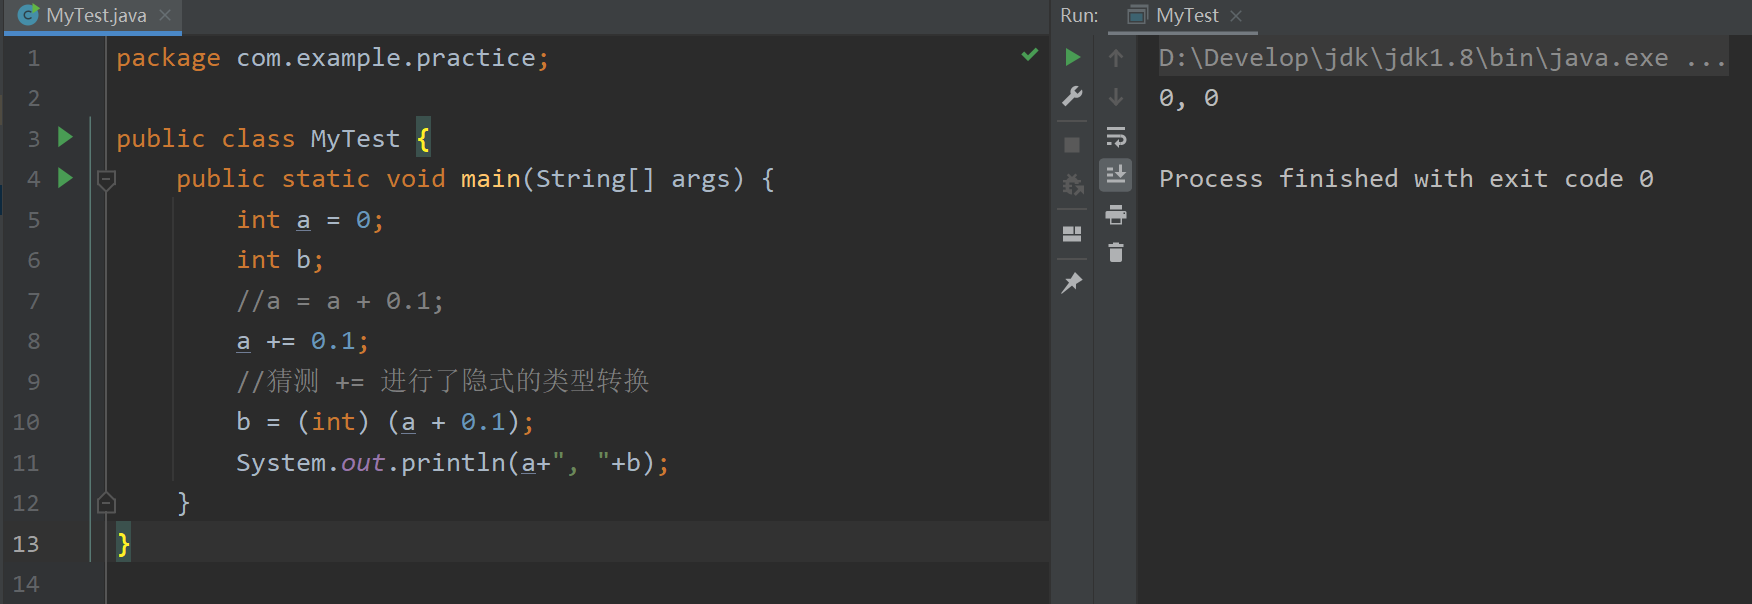 MyTest.java
1 package com.example.practice;
2
3 public class MyTest {
4 public static void main(String[] args) {
5 int a = 0;
6 int b;
7 //a = a + 0.1;
8 a += 0.1;
9 //猜测 += 进行了隐式的类型转换
10 b = (int) (a + 0.1);
11 System.out.println(a+", "+b);
12 }
13 }
14
Run: MyTest
D:\Develop\jdk\jdk1.8\bin\java.exe ...
0, 0
Process finished with exit code 0